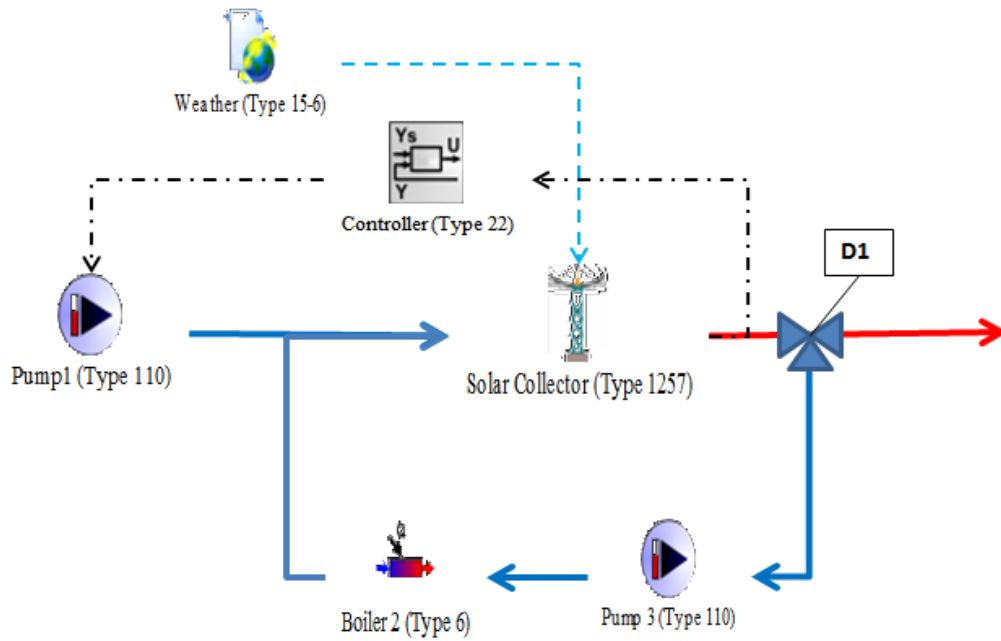 Weather (Type 15-6)
Ys
U
Y
Controller (Type 22)
D1
Pump1 (Type 110)
Solar Collector (Type 1257)
Boiler 2 (Type 6)
Pump 3 (Type 110)